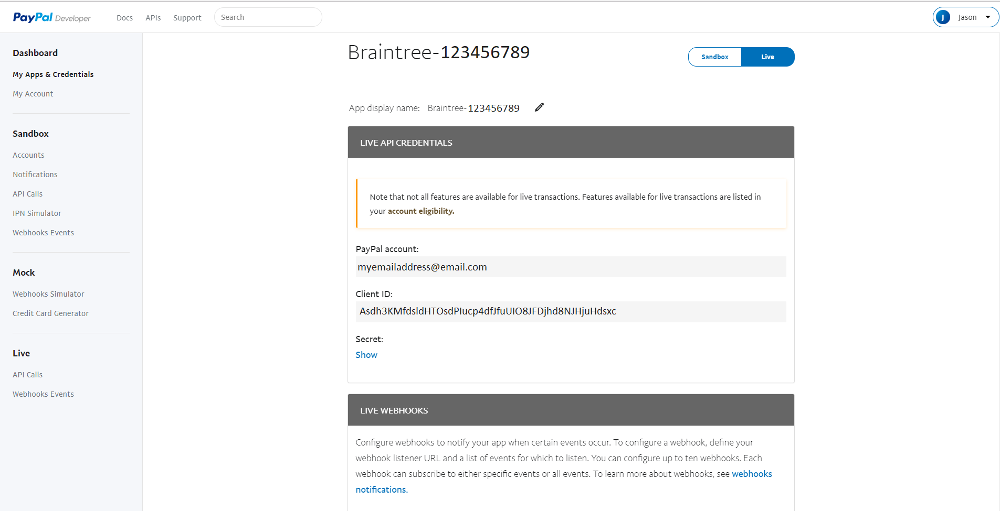 PayPal Developer
Docs APIs Support Search
J Jason
Dashboard
My Apps & Credentials
My Account
Sandbox
Accounts
Notifications
API Calls
IPN Simulator
Webhooks Events
Mock
Webhooks Simulator
Credit Card Generator
Live
API Calls
Webhooks Events
Braintree-123456789
Sandbox Live
App display name: Braintree-123456789
LIVE API CREDENTIALS
Note that not all features are available for live transactions. Features available for live transactions are listed in
your account eligibility.
PayPal account:
myemailaddress@email.com
Client ID:
Asdh3KMfdsldHTOsdPIucp4dfJfuUIO8JFDjhd8NJHjuHdsxc
Secret:
Show
LIVE WEBHOOKS
Configure webhooks to notify your app when certain events occur. To configure a webhook, define your
webhook listener URL and a list of events for which to listen. You can configure up to ten webhooks. Each
webhook can subscribe to either specific events or all events. To learn more about webhooks, see webhooks
notifications.